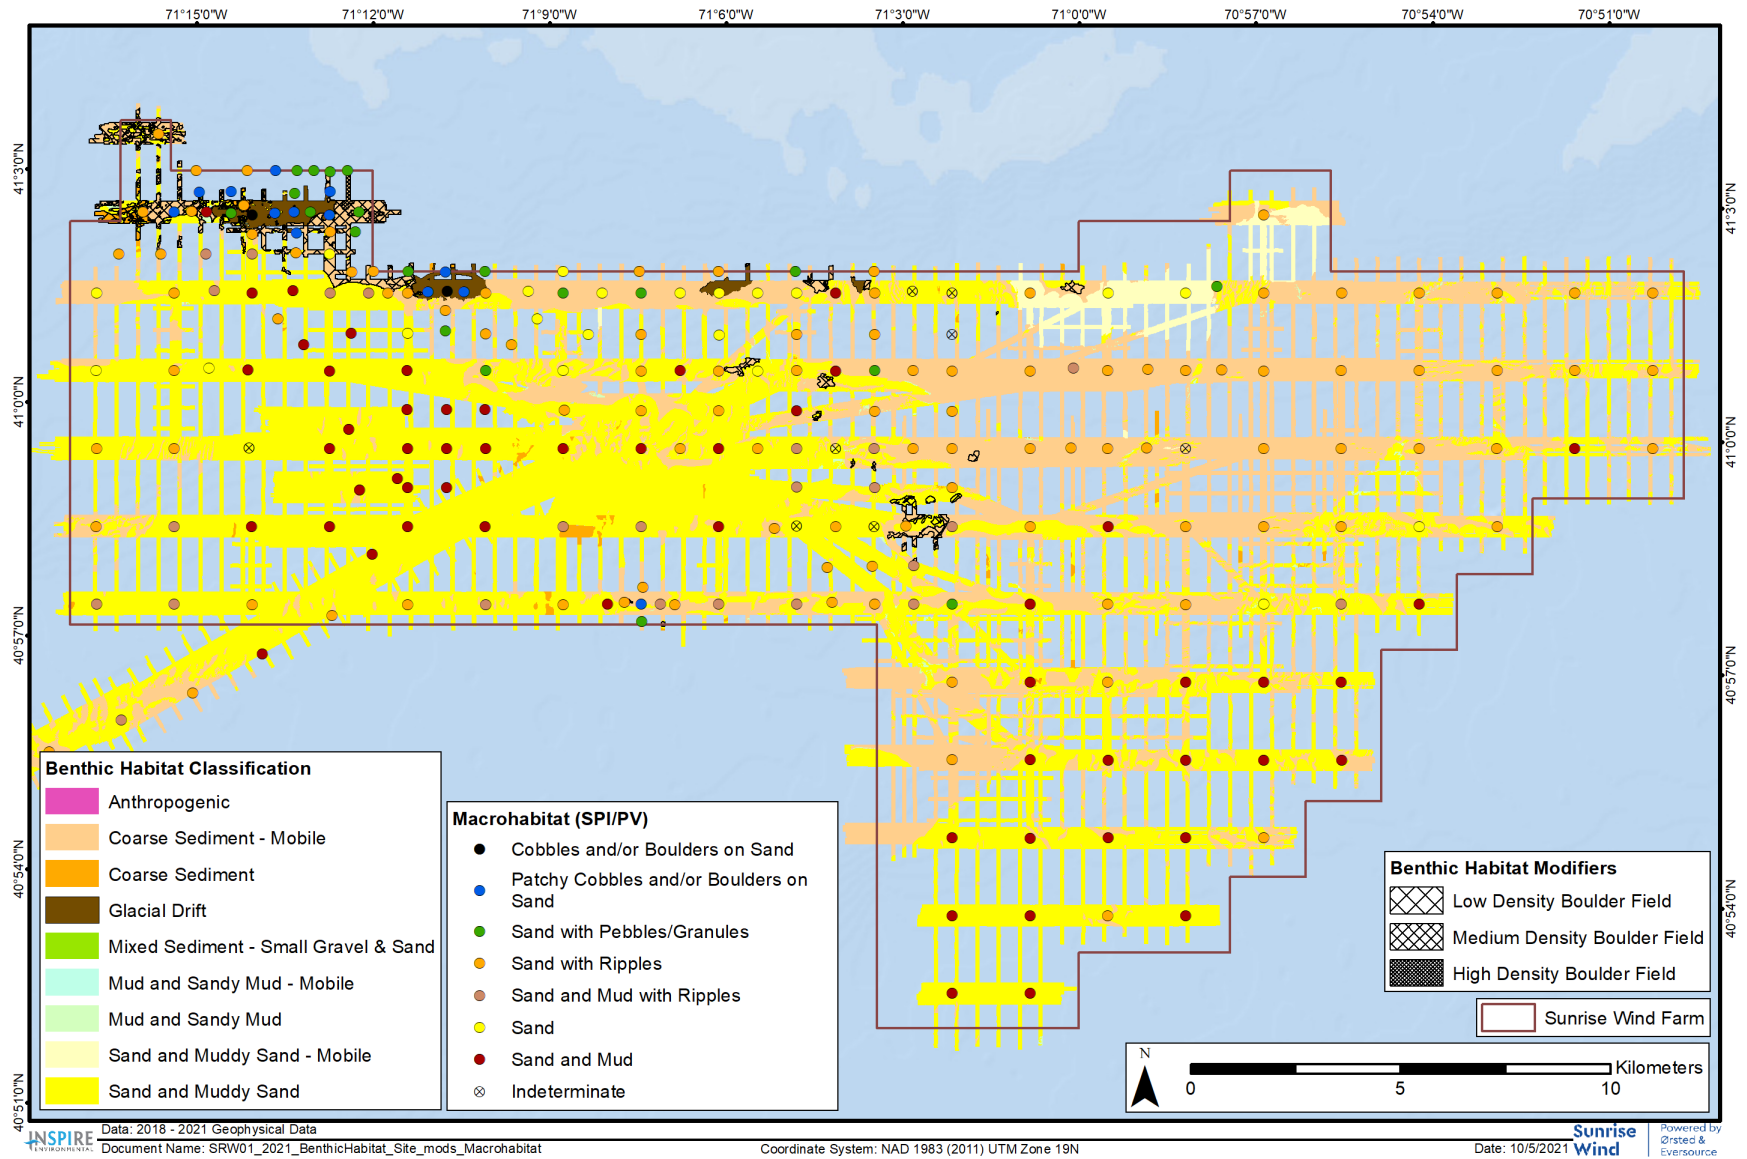 71°15'0"W 71°12'0"W 71°9'0"W 71°6'0"W 71°3'0"W 71°0'0"W 70°57'0"W 70°54'0"W 70°51'0"W
41°3'0"N
41°0'0"N
40°57'0"N
40°54'0"N
40°51'0"N
41°3'0"N
41°0'0"N
40°57'0"N
40°54'0"N
Benthic Habitat Classification
Anthropogenic
Coarse Sediment - Mobile
Coarse Sediment
Glacial Drift
Mixed Sediment - Small Gravel & Sand
Mud and Sandy Mud - Mobile
Mud and Sandy Mud
Sand and Muddy Sand - Mobile
Sand and Muddy Sand
Macrohabitat (SPI/PV)
Cobbles and/or Boulders on Sand
Patchy Cobbles and/or Boulders on
Sand
Sand with Pebbles/Granules
Sand with Ripples
Sand and Mud with Ripples
Sand
Sand and Mud
Indeterminate
Benthic Habitat Modifiers
Low Density Boulder Field
Medium Density Boulder Field
High Density Boulder Field
Sunrise Wind Farm
N
Kilometers
0 5 10
INSPIRE
ENVIRONMENTAL
Data: 2018 - 2021 Geophysical Data
Document Name: SRW01_2021_BenthicHabitat_Site_mods_Macrohabitat
Coordinate System: NAD 1983 (2011) UTM Zone 19N
Date: 10/5/2021
Sunrise
Wind
Powered by
Ørsted &
Eversource